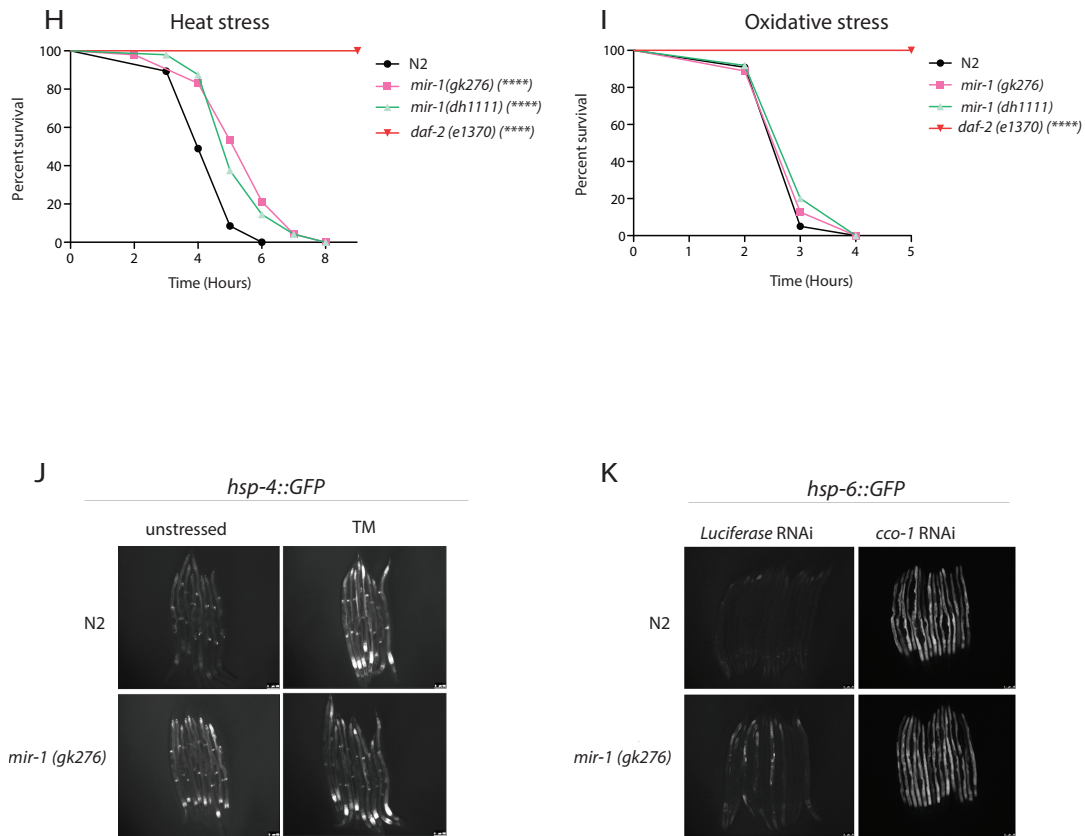 H
Heat stress
100
80
60
40
20
0
Percent survival
0 2 4 6 8
Time (Hours)
N2
mir-1(gk276) (****)
mir-1(dh1111) (****)
daf-2 (e1370) (****)
I
Oxidative stress
100
80
60
40
20
0
Percent survival
0 1 2 3 4 5
Time (Hours)
N2
mir-1 (gk276)
mir-1 (dh1111)
daf-2 (e1370) (****)
J
hsp-4::GFP
unstressed TM
N2
mir-1 (gk276)
K
hsp-6::GFP
Luciferase RNAi cco-1 RNAi
N2
mir-1 (gk276)